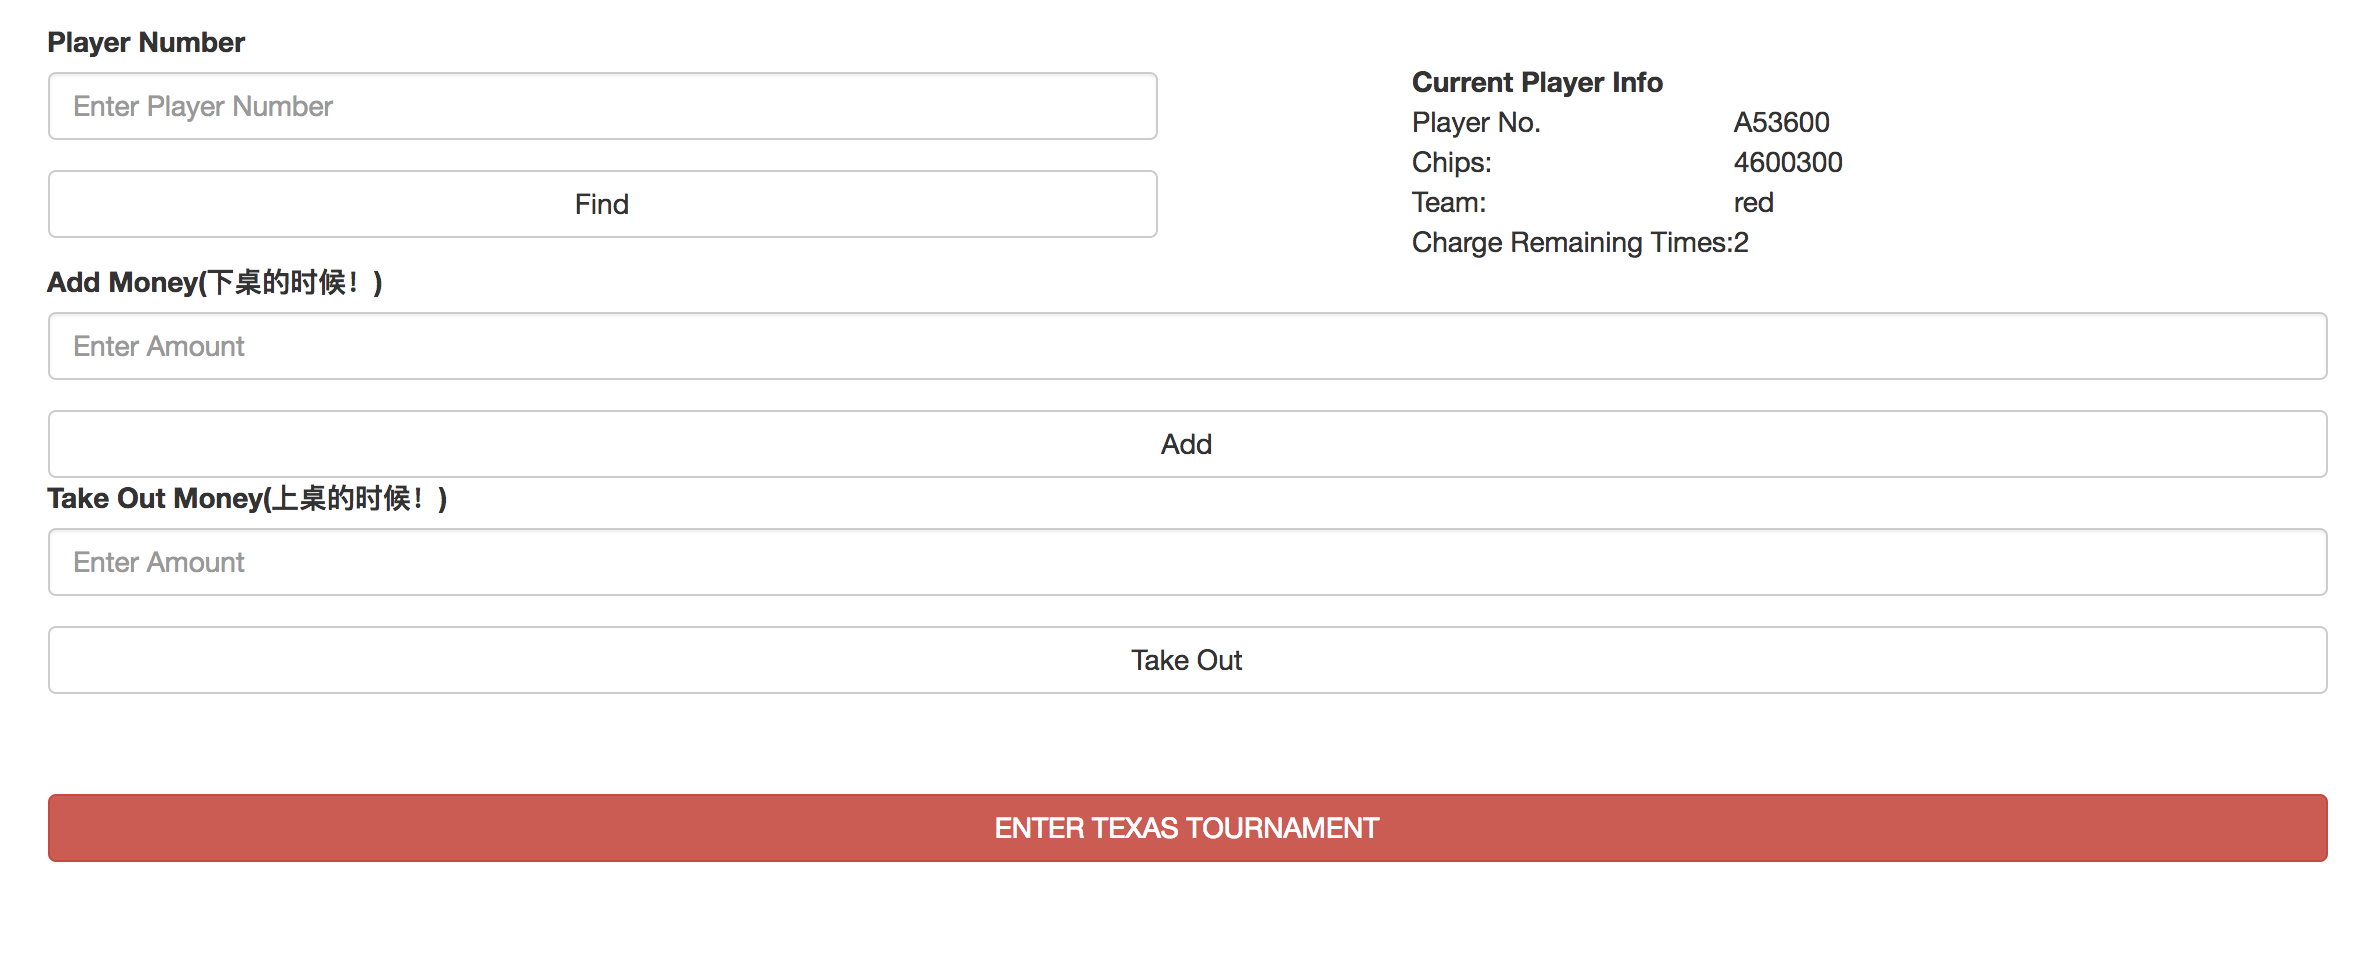 Player Number
Enter Player Number
Find
Current Player Info
Player No. A53600
Chips: 4600300
Team: red
Charge Remaining Times:2
Add Money(下桌的时候！)
Enter Amount
Add
Take Out Money(上桌的时候！)
Enter Amount
Take Out
ENTER TEXAS TOURNAMENT